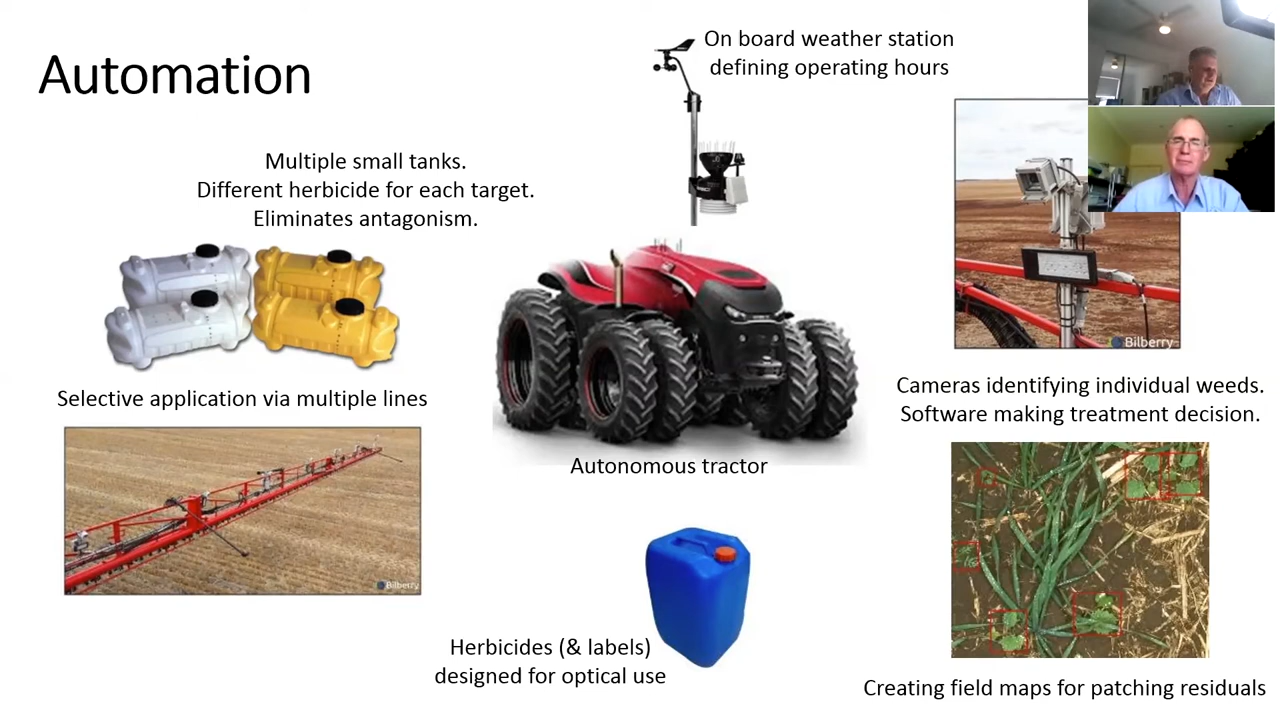 Automation
On board weather station
defining operating hours
Multiple small tanks.
Different herbicide for each target.
Eliminates antagonism.
Bilberry
Selective application via multiple lines
Cameras identifying individual weeds.
Software making treatment decision.
Autonomous tractor
Bilberry
Herbicides (& labels)
designed for optical use
Creating field maps for patching residuals